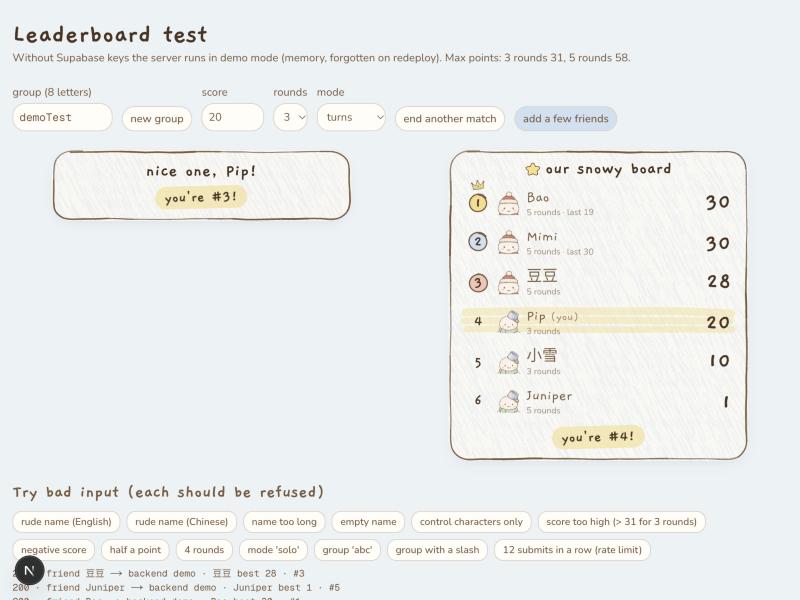 Leaderboard test
Without Supabase keys the server runs in demo mode (memory, forgotten on redeploy). Max points: 3 rounds 31, 5 rounds 58.
group (8 letters)
score
rounds
mode
demoTest
new group
20
3
turns
end another match
add a few friends
nice one, Pip!
you're #3!
our snowy board
1
Bao
5 rounds · last 19
30
2
Mimi
5 rounds · last 30
30
3
豆豆
5 rounds
28
4
Pip (you)
3 rounds
20
5
小雪
3 rounds
10
6
Juniper
5 rounds
1
you're #4!
Try bad input (each should be refused)
rude name (English)
rude name (Chinese)
name too long
empty name
control characters only
score too high (> 31 for 3 rounds)
negative score
half a point
4 rounds
mode 'solo'
group 'abc'
group with a slash
12 submits in a row (rate limit)
N
friend 豆豆 → backend demo · 豆豆 best 28 · #3
200 · friend Juniper → backend demo · Juniper best 1 · #5